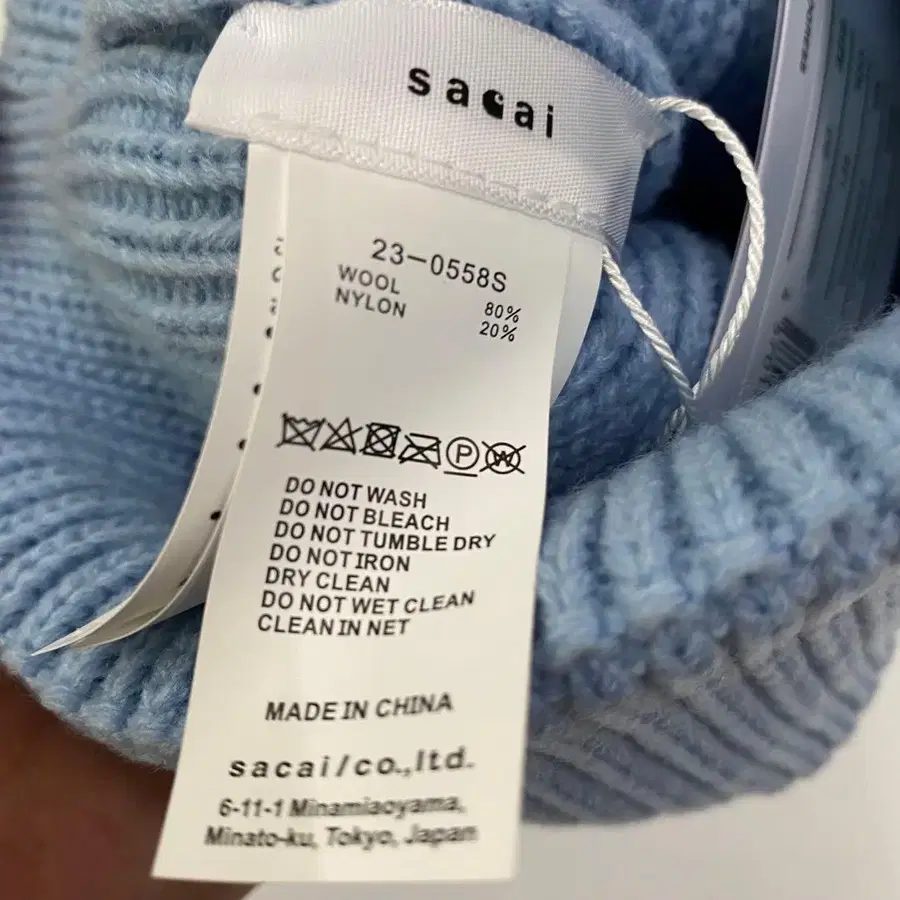 sacai
23-0558S
WOOL 80%
NYLON 20%
P W
DO NOT WASH
DO NOT BLEACH
DO NOT TUMBLE DRY
DO NOT IRON
DRY CLEAN
DO NOT WET CLEAN
CLEAN IN NET
MADE IN CHINA
sacai/co.,ltd.
6-11-1 Minamiaoyama,
Minato-ku, Tokyo, Japan